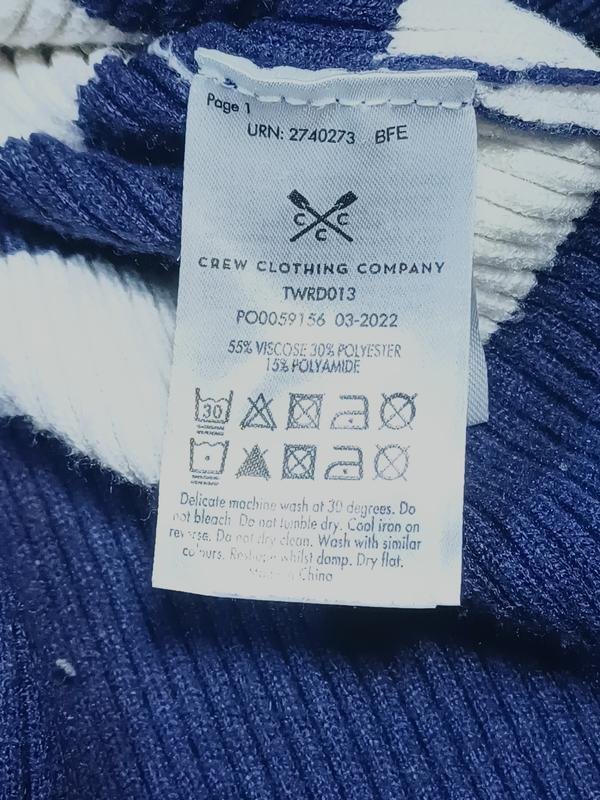 Page 1
URN: 2740273 BFE
C C
C
CREW CLOTHING COMPANY
TWRD013
PO0059156 03-2022
55% VISCOSE 30% POLYESTER
15% POLYAMIDE
30
Delicate machine wash at 30 degrees. Do
not bleach. Do not tumble dry. Cool iron on
reverse. Do not dry clean. Wash with similar
colours. Reshape whilst damp. Dry flat.
China